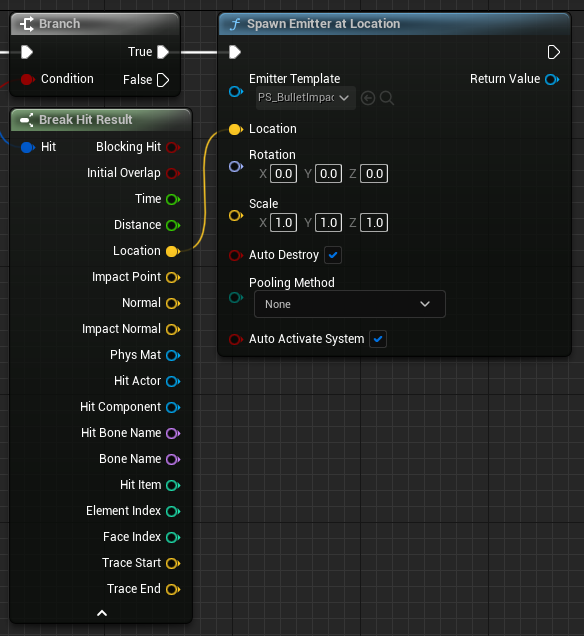 Branch
True
Condition
False
Break Hit Result
Hit
Blocking Hit
Initial Overlap
Time
Distance
Location
Impact Point
Normal
Impact Normal
Phys Mat
Hit Actor
Hit Component
Hit Bone Name
Bone Name
Hit Item
Element Index
Face Index
Trace Start
Trace End
f Spawn Emitter at Location
Emitter Template
Return Value
PS_BulletImpac
Location
Rotation
X 0.0 Y 0.0 Z 0.0
Scale
X 1.0 Y 1.0 Z 1.0
Auto Destroy
Pooling Method
None
Auto Activate System